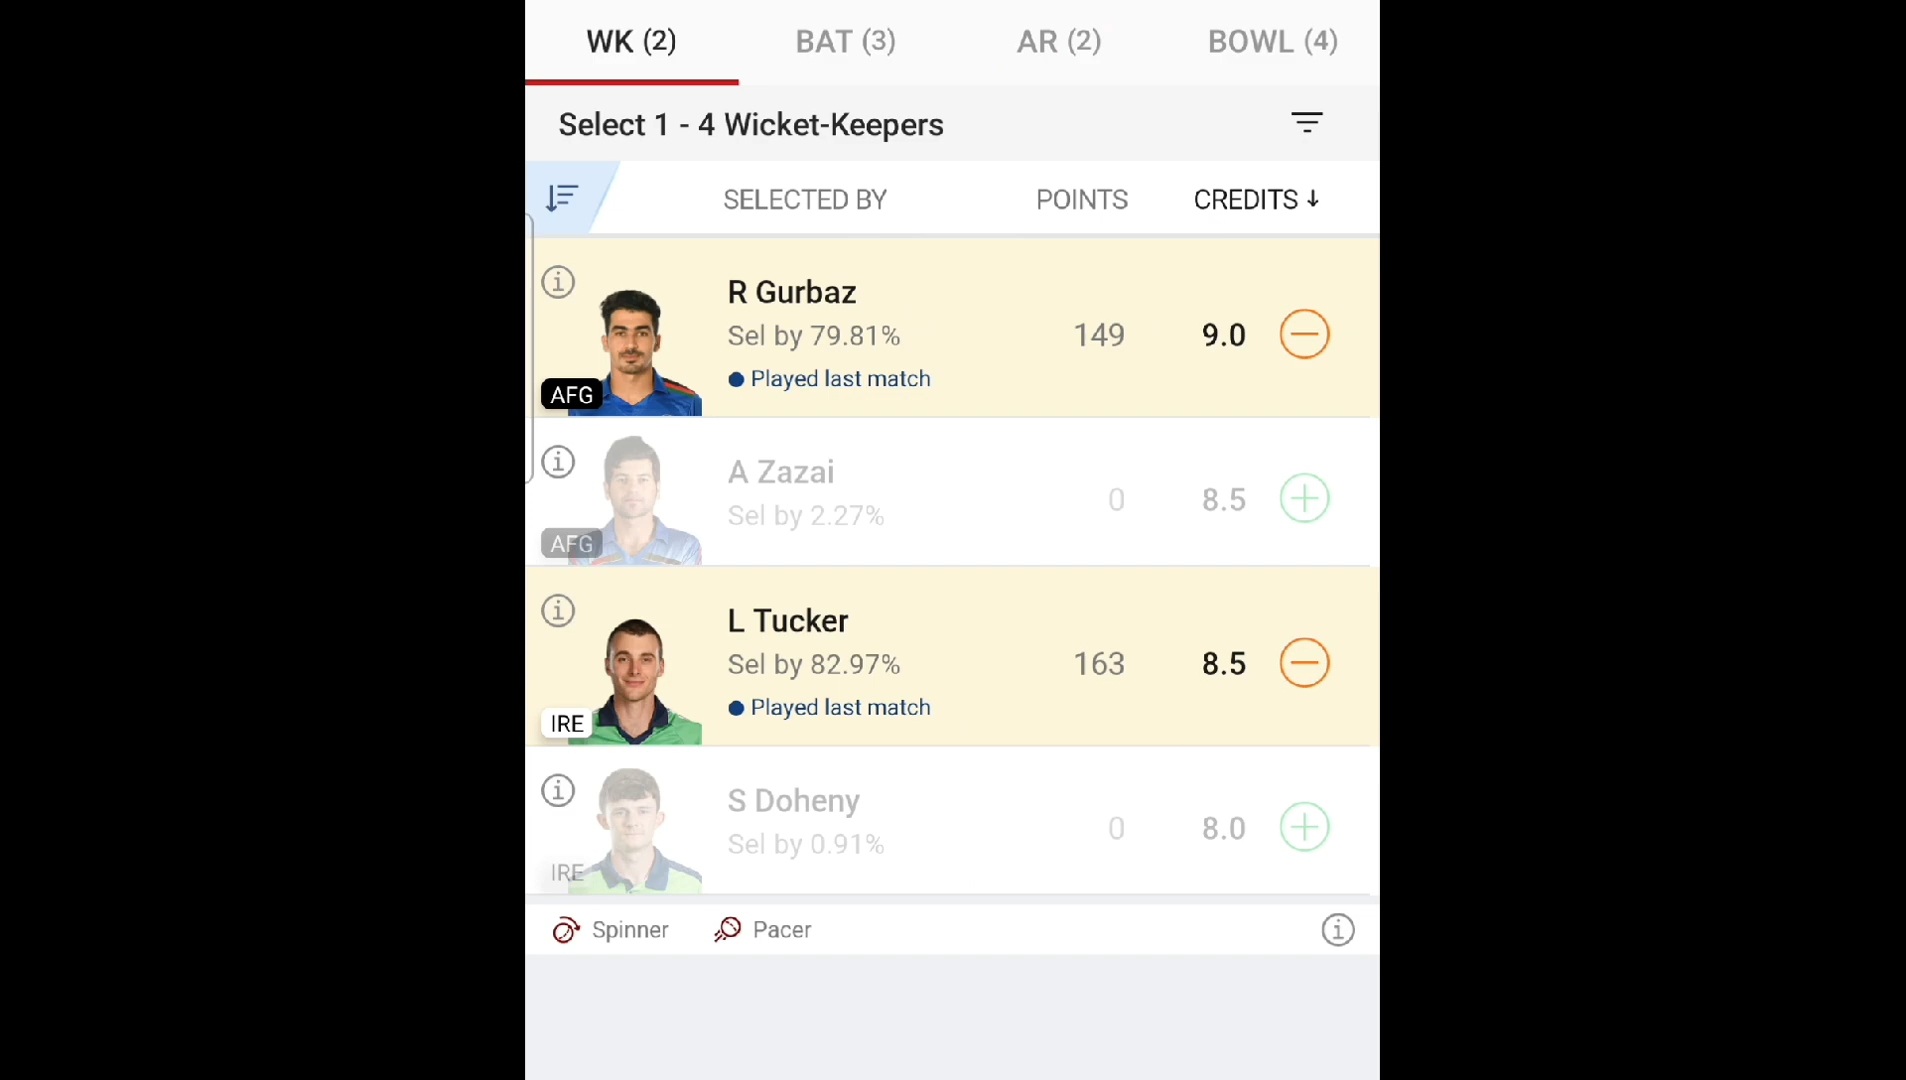 WK (2) BAT (3) AR (2) BOWL (4)
Select 1 - 4 Wicket-Keepers
SELECTED BY POINTS CREDITS ↓
R Gurbaz
Sel by 79.81% 149 9.0
Played last match
AFG
A Zazai
Sel by 2.27% 0 8.5
AFG
L Tucker
Sel by 82.97% 163 8.5
Played last match
IRE
S Doheny
Sel by 0.91% 0 8.0
IRE
Spinner Pacer